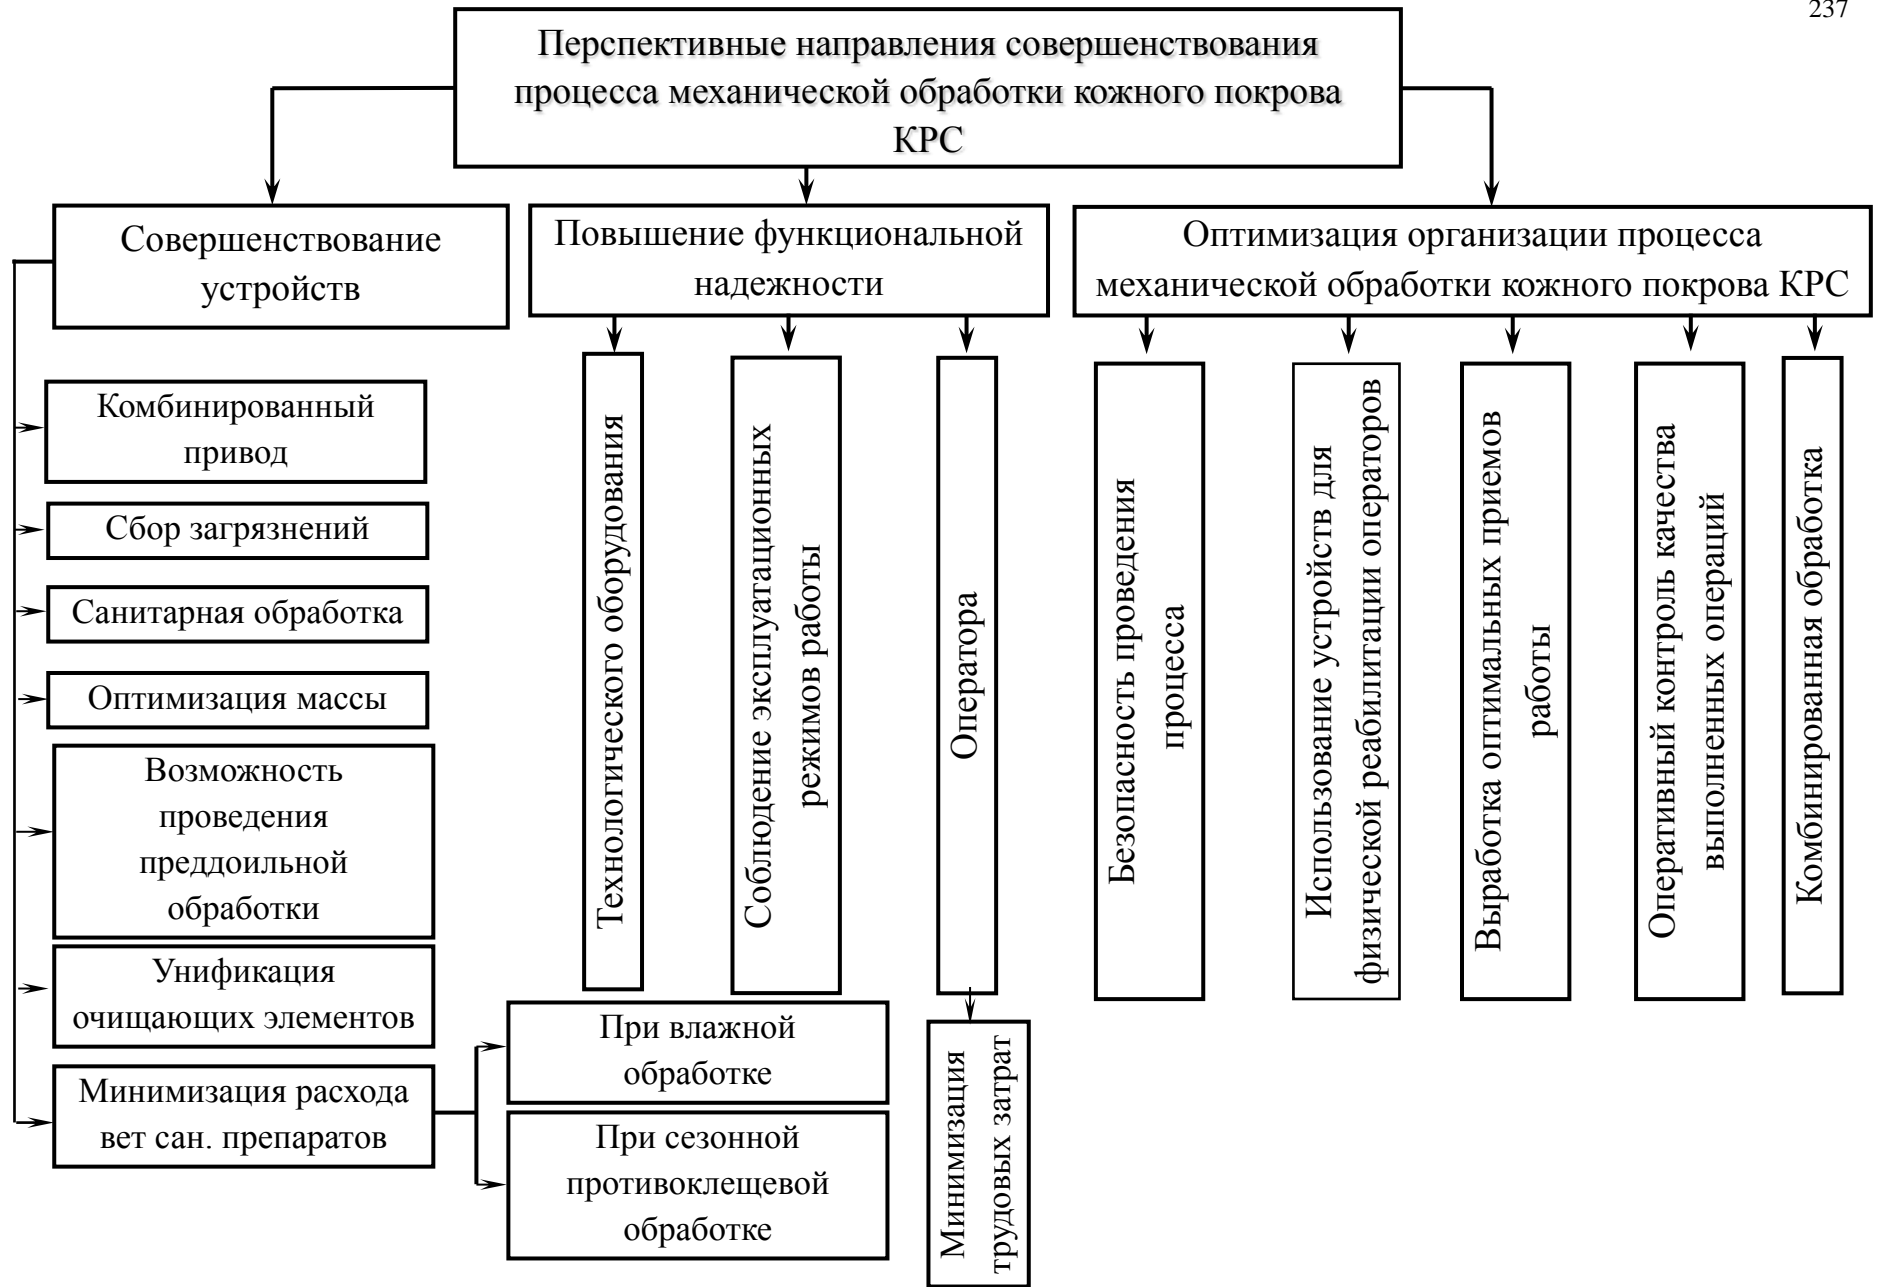 237
Перспективные направления совершенствования
процесса механической обработки кожного покрова
КРС
Совершенствование
устройств
Повышение функциональной
надежности
Оптимизация организации процесса
механической обработки кожного покрова КРС
Комбинированный
привод
Сбор загрязнений
Санитарная обработка
Оптимизация массы
Возможность
проведения
преддоильной
обработки
Унификация
очищающих элементов
Минимизация расхода
вет сан. препаратов
При влажной
обработке
При сезонной
противоклещевой
обработке
Технологического оборудования
Соблюдение эксплуатационных
режимов работы
Оператора
Минимизация
трудовых затрат
Безопасность проведения
процесса
Использование устройств для
физической реабилитации операторов
Выработка оптимальных приемов
работы
Оперативный контроль качества
выполненных операций
Комбинированная обработка